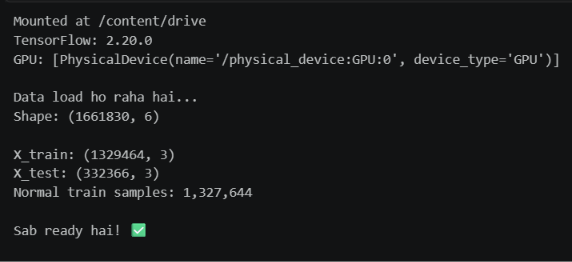 Mounted at /content/drive
TensorFlow: 2.20.0
GPU: [PhysicalDevice(name='/physical_device:GPU:0', device_type='GPU')]
Data load ho raha hai...
Shape: (1661830, 6)
X_train: (1329464, 3)
X_test: (332366, 3)
Normal train samples: 1,327,644
Sab ready hai! ✅